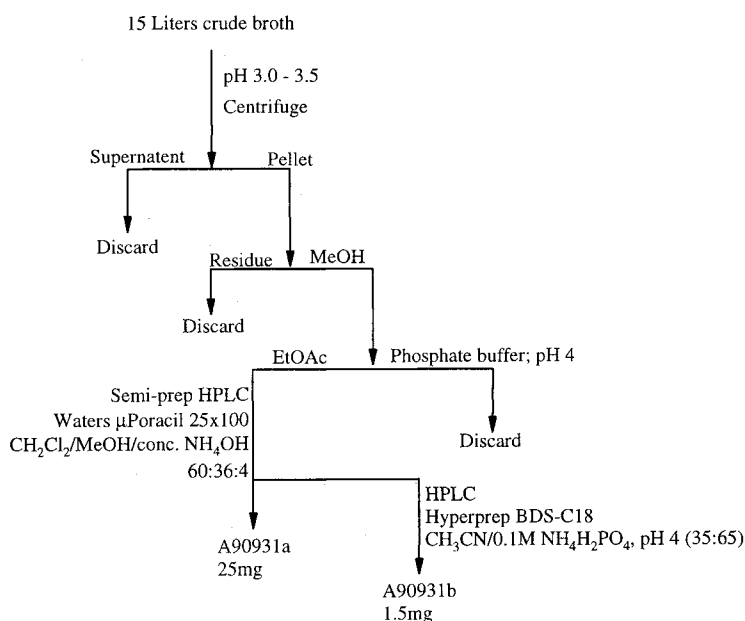 15 Liters crude broth
pH 3.0 - 3.5
Centrifuge
Supernatent
Pellet
Discard
Residue
MeOH
Discard
EtOAc
Phosphate buffer; pH 4
Semi-prep HPLC
Waters μPoracil 25x100
CH₂Cl₂/MeOH/conc. NH₄OH
60:36:4
Discard
HPLC
Hyperprep BDS-C18
CH₃CN/0.1M NH₄H₂PO₄, pH 4 (35:65)
A90931a
25mg
A90931b
1.5mg